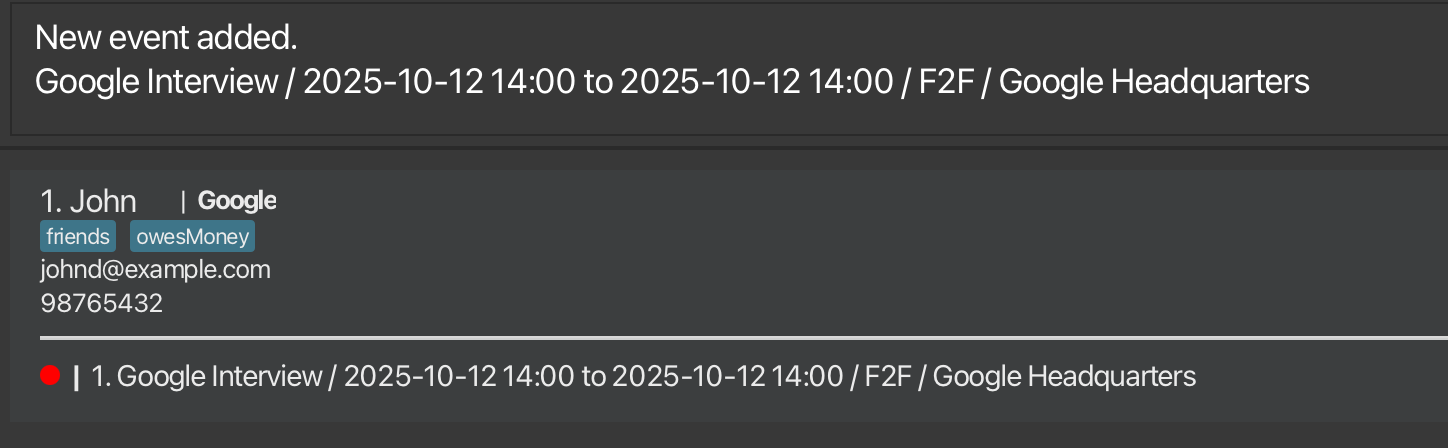 New event added.
Google Interview / 2025-10-12 14:00 to 2025-10-12 14:00 / F2F / Google Headquarters
1. John | Google
friends owesMoney
johnd@example.com
98765432
| 1. Google Interview / 2025-10-12 14:00 to 2025-10-12 14:00 / F2F / Google Headquarters